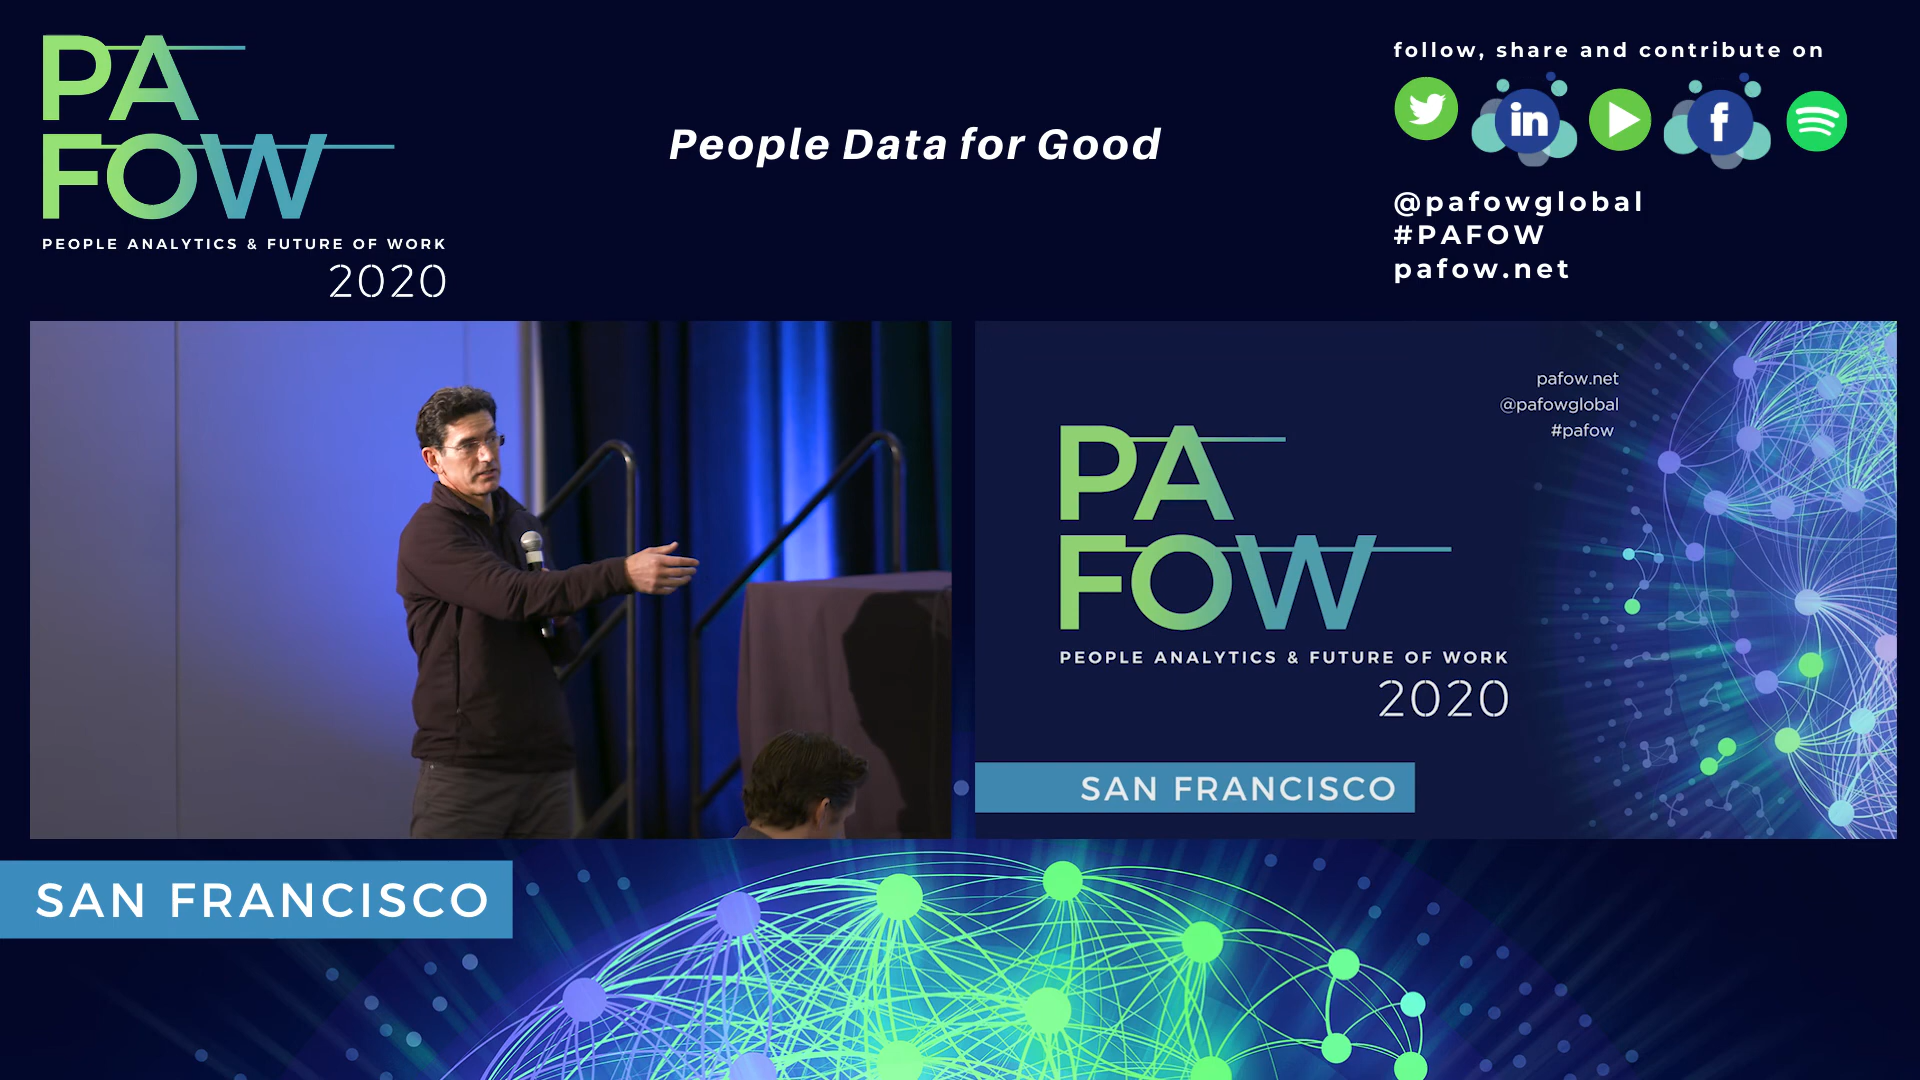 PA
FOW
PEOPLE ANALYTICS & FUTURE OF WORK
2020
People Data for Good
follow, share and contribute on
in
f
@pafowglobal
#PAFOW
pafow.net
pafow.net
@pafowglobal
#pafow
PA
FOW
PEOPLE ANALYTICS & FUTURE OF WORK
2020
SAN FRANCISCO
SAN FRANCISCO